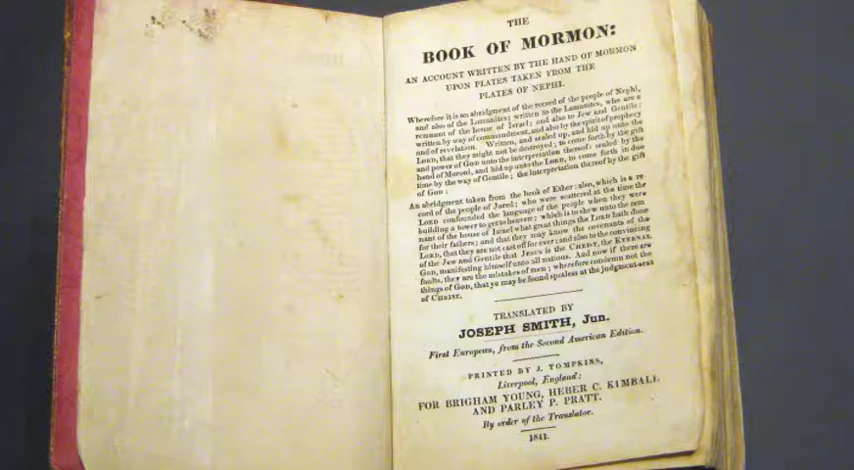 THE
BOOK OF MORMON:
AN ACCOUNT WRITTEN BY THE HAND OF MORMON
UPON PLATES TAKEN FROM THE
PLATES OF NEPHI.
Wherefore it is an abridgment of the record of the people of Nephi,
and also of the Lamanites; written to the Lamanites, who are a
remnant of the house of Israel; and also to Jew and Gentile:
written by way of commandment, and also by the spirit of prophecy
and of revelation. Written, and sealed up, and hid up unto the
LORD, that they might not be destroyed; to come forth by the gift
and power of GOD unto the interpretation thereof: sealed by the
hand of Moroni, and hid up unto the LORD, to come forth in due
time by the way of Gentile; the interpretation thereof by the gift
of GOD:
An abridgment taken from the book of Ether: also, which is a re-
cord of the people of Jared; who were scattered at the time the
LORD confounded the language of the people when they were
building a tower to get to heaven; which is to shew unto the rem
nant of the house of Israel what great things the LORD hath done
for their fathers; and that they may know the covenants of the
LORD, that they are not cast off for ever; and also to the convincing
of the Jew and Gentile that JESUS is the CHRIST, the ETERNAL
GOD, manifesting himself unto all nations. And now if there are
faults, they are the mistakes of men; wherefore condemn not the
things of GOD, that ye may be found spotless at the judgment-seat
of CHRIST.
TRANSLATED BY
JOSEPH SMITH, Jun.
First European, from the Second American Edition.
PRINTED BY J. TOMPKINS,
Liverpool, England:
FOR BRIGHAM YOUNG, HEBER C. KIMBALL
AND PARLEY P. PRATT.
By order of the Translator.
1841.